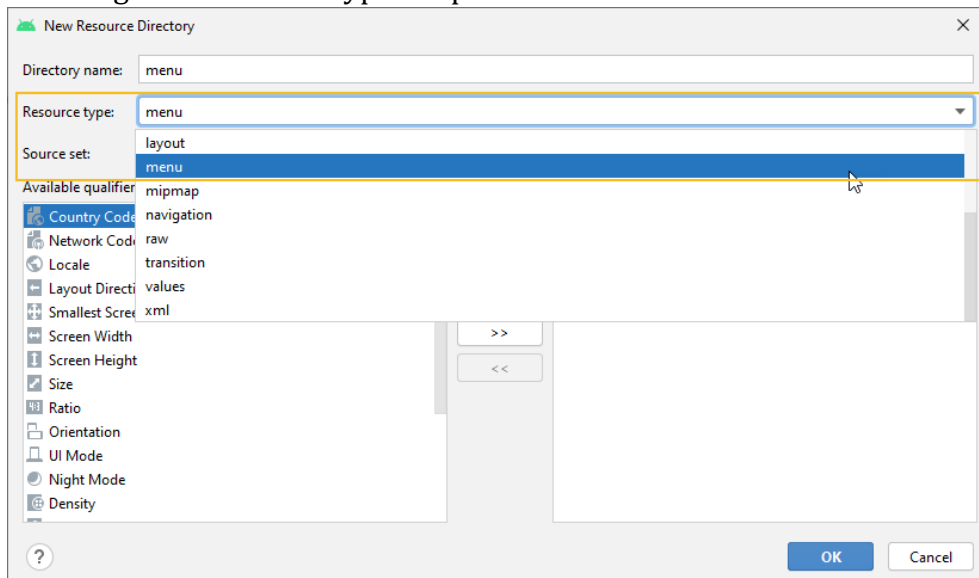 New Resource Directory
Directory name: menu
Resource type: menu
Source set:
layout
menu
Available qualifier
mipmap
Country Code
navigation
Network Code
raw
Locale
transition
Layout Directi
values
Smallest Scree
xml
Screen Width
>>
Screen Height
<<
Size
Ratio
Orientation
UI Mode
Night Mode
Density
?
OK
Cancel